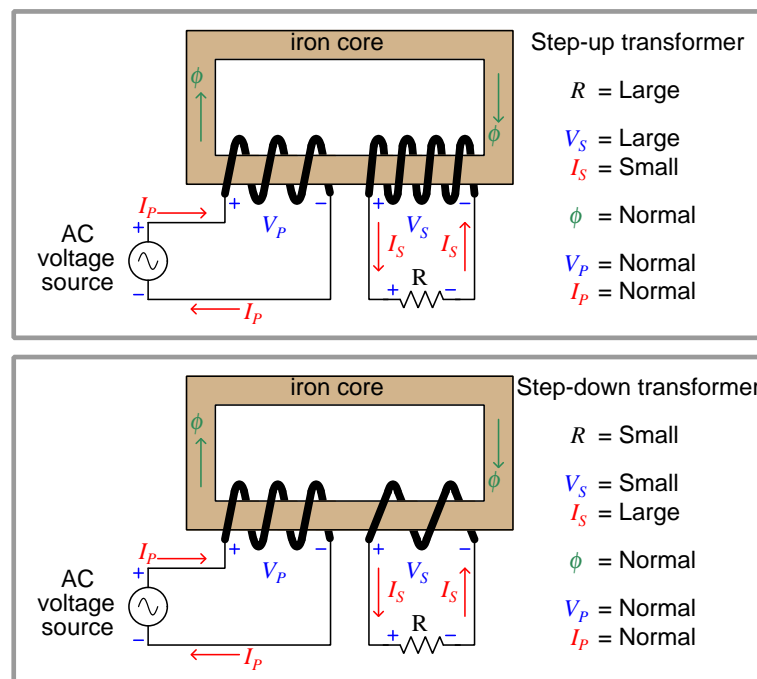 iron core
Step-up transformer
ϕ
ϕ
R = Large
V_S = Large
I_S = Small
ϕ = Normal
V_P = Normal
I_P = Normal
I_P
+ − + −
V_P V_S
+
AC
voltage
source
−
I_S I_S
R
+ −
I_P
iron core
Step-down transformer
ϕ
ϕ
R = Small
V_S = Small
I_S = Large
ϕ = Normal
V_P = Normal
I_P = Normal
I_P
+ − + −
V_P V_S
+
AC
voltage
source
−
I_S I_S
R
+ −
I_P